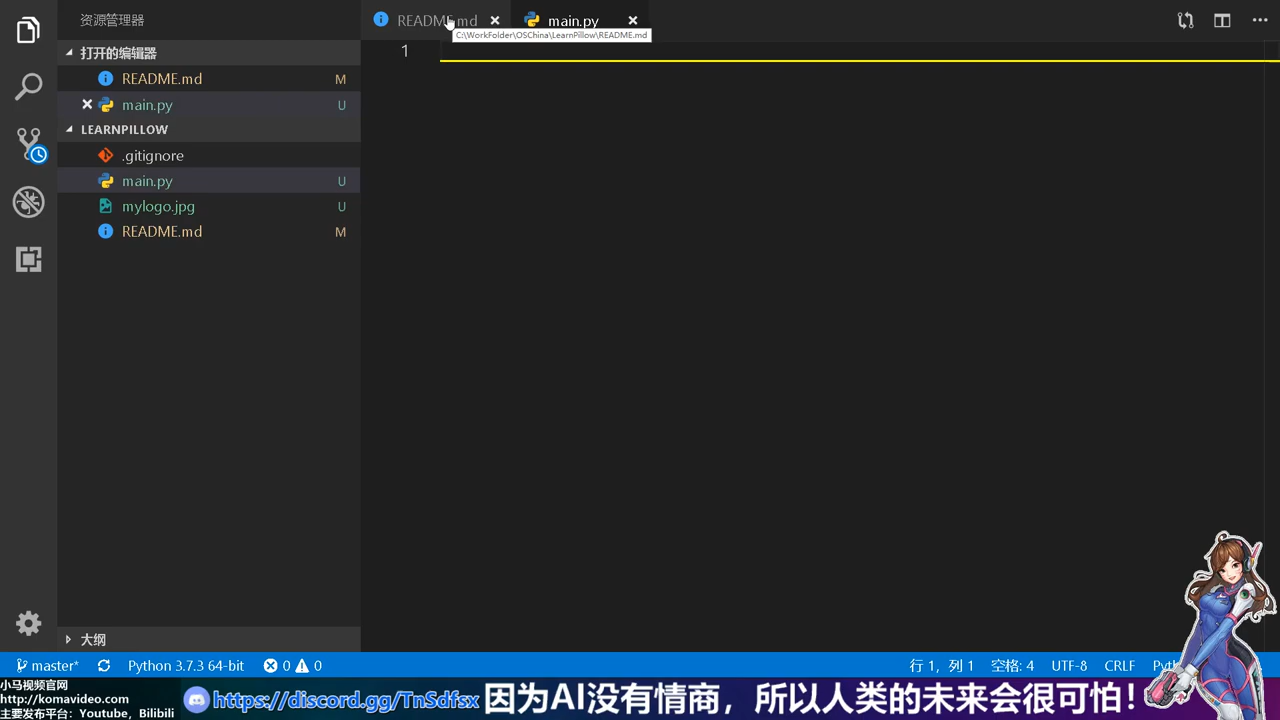 资源管理器
README.md
main.py
C:\WorkFolder\OSChina\LearnPillow\README.md
打开的编辑器
README.md M
main.py U
LEARNPILLOW
.gitignore
main.py U
mylogo.jpg U
README.md M
1
大纲
master* Python 3.7.3 64-bit 0 0 行 1，列 1 空格: 4 UTF-8 CRLF
小马视频官网
http://komavideo.com
主要发布平台: Youtube, Bilibili
https://discord.gg/TnSdfsx 因为AI没有情商，所以人类的未来会很可怕！